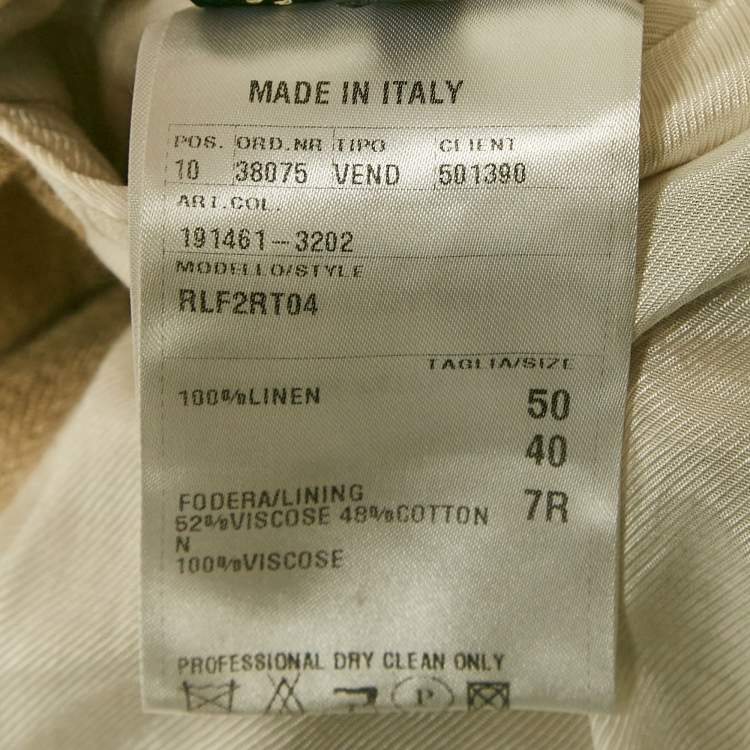 MADE IN ITALY
POS. ORD.NR TIPO CLIENT
10 38075 VEND 501390
ART.COL.
191461-3202
MODELLO/STYLE
RLF2RT04
TAGLIA/SIZE
100%LINEN 50
40
FODERA/LINING 7R
52%VISCOSE 48%COTTON
N
100%VISCOSE
PROFESSIONAL DRY CLEAN ONLY
P